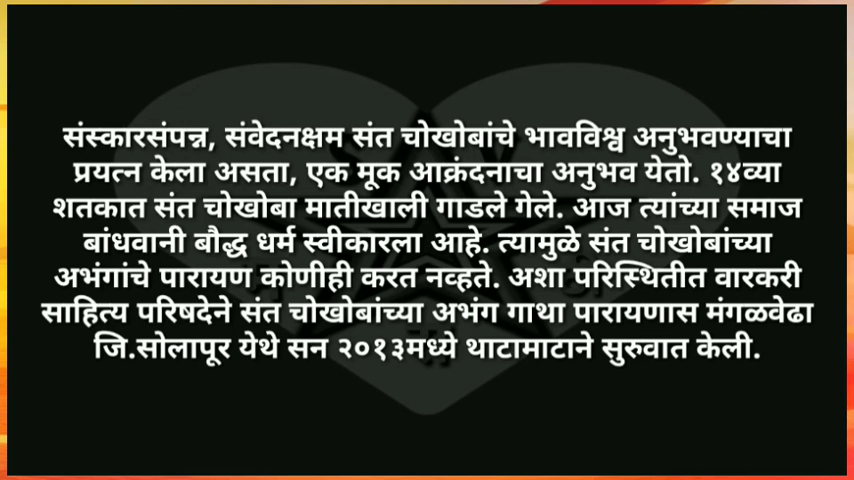 संस्कारसंपन्न, संवेदनक्षम संत चोखोबांचे भावविश्व अनुभवण्याचा
प्रयत्न केला असता, एक मूक आक्रंदनाचा अनुभव येतो. १४व्या
शतकात संत चोखोबा मातीखाली गाडले गेले. आज त्यांच्या समाज
बांधवानी बौद्ध धर्म स्वीकारला आहे. त्यामुळे संत चोखोबांच्या
अभंगांचे पारायण कोणीही करत नव्हते. अशा परिस्थितीत वारकरी
साहित्य परिषदेने संत चोखोबांच्या अभंग गाथा पारायणास मंगळवेढा
जि.सोलापूर येथे सन २०१३मध्ये थाटामाटाने सुरुवात केली.